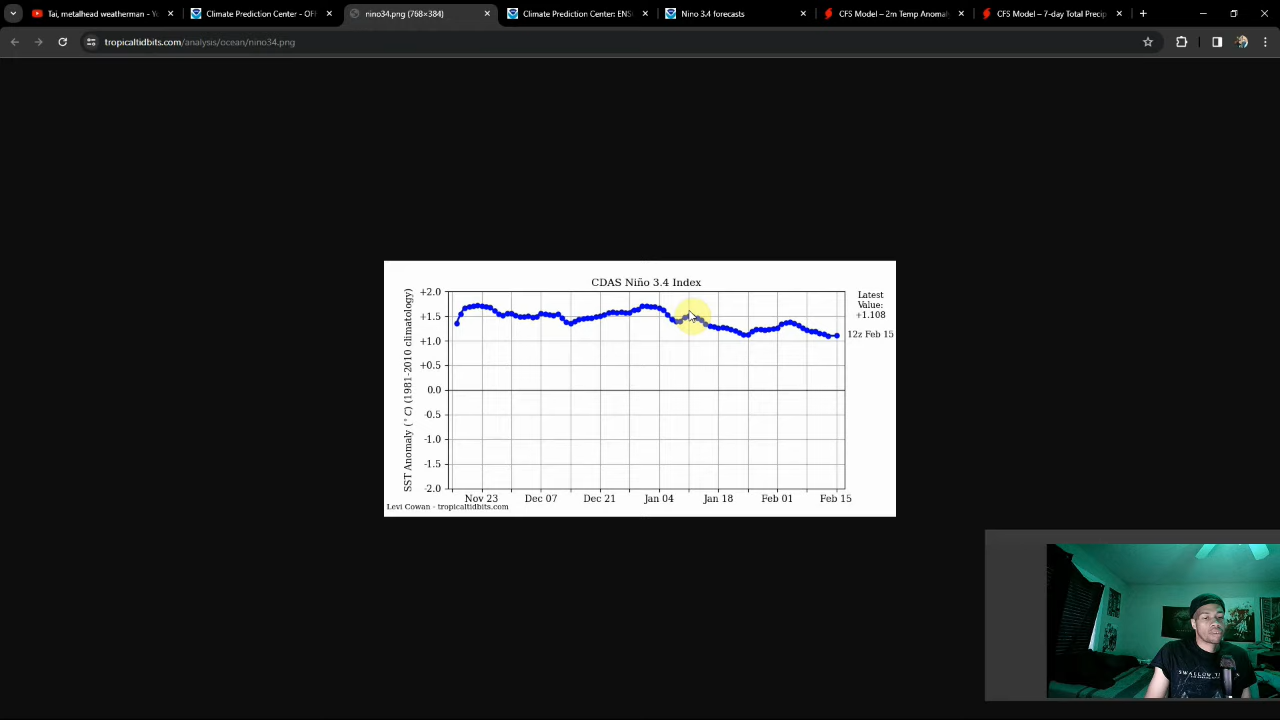 Tai, metalhead weatherman - Yo
Climate Prediction Center - OFF
nino34.png (768×384)
Climate Prediction Center: ENS
Nino 3.4 forecasts
CFS Model – 2m Temp Anomal
CFS Model – 7-day Total Precip
tropicaltidbits.com/analysis/ocean/nino34.png
CDAS Niño 3.4 Index
SST Anomaly (°C) (1981-2010 climatology)
+2.0
+1.5
+1.0
+0.5
0.0
-0.5
-1.0
-1.5
-2.0
Latest
Value:
+1.108
12z Feb 15
Nov 23
Dec 07
Dec 21
Jan 04
Jan 18
Feb 01
Feb 15
Levi Cowan - tropicaltidbits.com